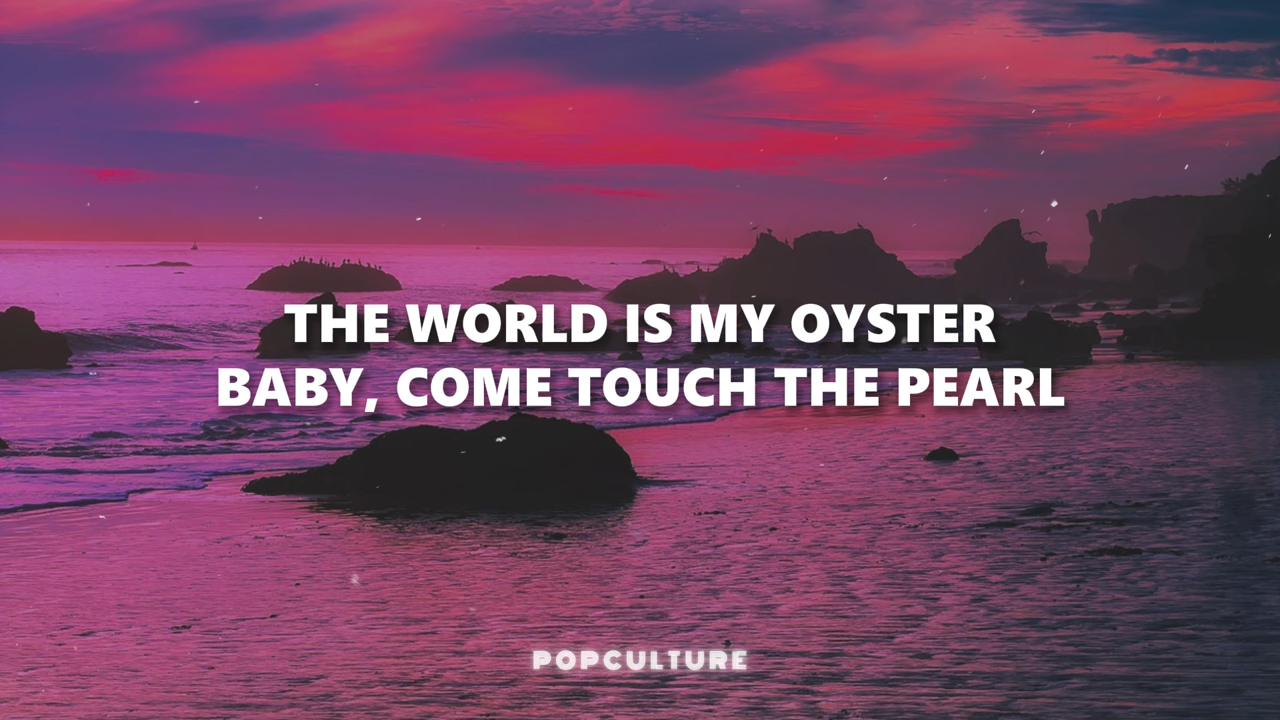 THE WORLD IS MY OYSTER
BABY, COME TOUCH THE PEARL
POPCULTURE